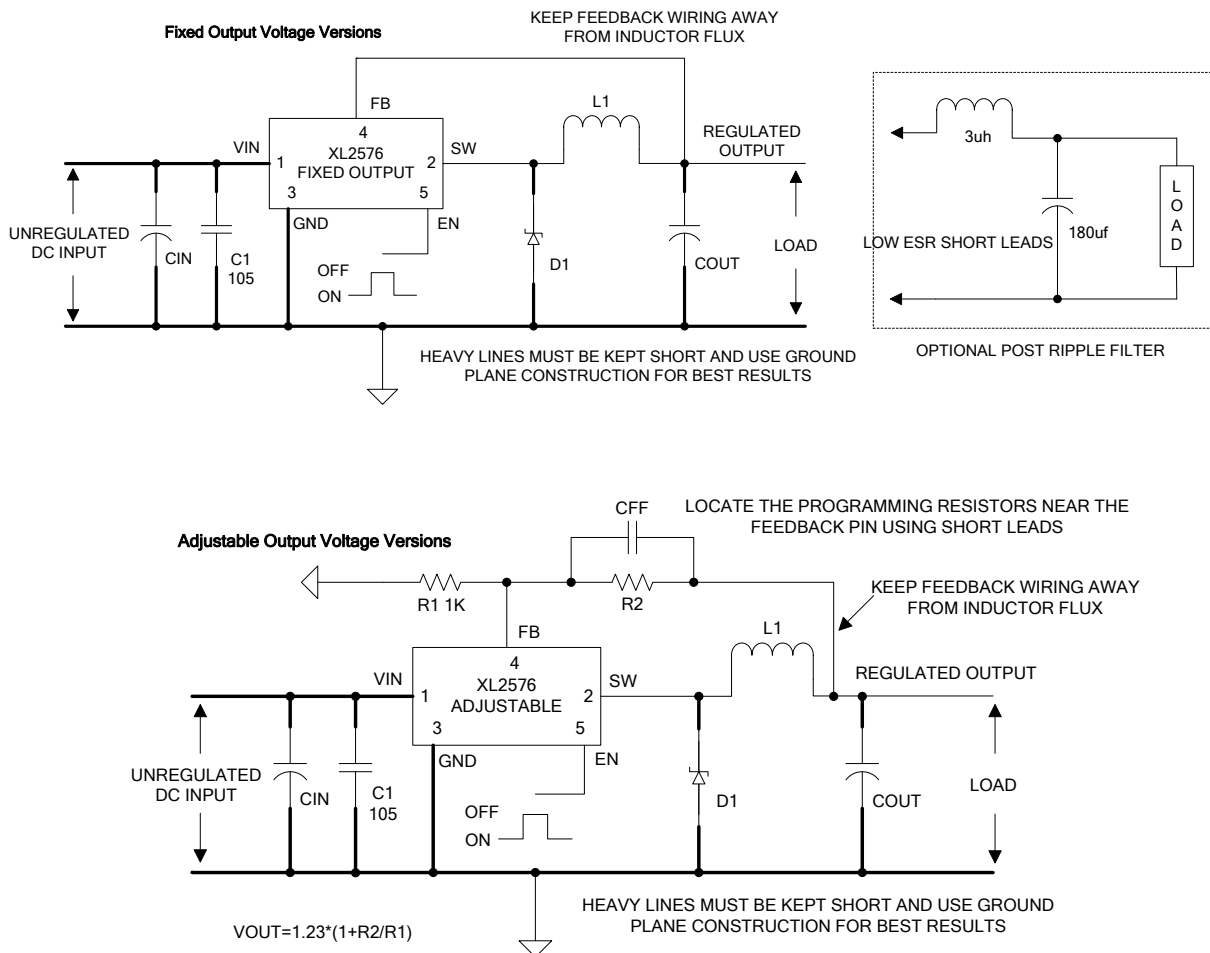 Fixed Output Voltage Versions
KEEP FEEDBACK WIRING AWAY
FROM INDUCTOR FLUX
FB
4
XL2576
FIXED OUTPUT
VIN
1
2
SW
3
5
GND
EN
L1
REGULATED
OUTPUT
UNREGULATED
DC INPUT
CIN
C1
105
OFF
ON
D1
COUT
LOAD
HEAVY LINES MUST BE KEPT SHORT AND USE GROUND
PLANE CONSTRUCTION FOR BEST RESULTS
3uh
LOW ESR SHORT LEADS
180uf
LOAD
OPTIONAL POST RIPPLE FILTER
Adjustable Output Voltage Versions
CFF
LOCATE THE PROGRAMMING RESISTORS NEAR THE
FEEDBACK PIN USING SHORT LEADS
R1 1K
R2
KEEP FEEDBACK WIRING AWAY
FROM INDUCTOR FLUX
FB
4
XL2576
ADJUSTABLE
VIN
1
2
SW
3
5
GND
EN
L1
REGULATED OUTPUT
UNREGULATED
DC INPUT
CIN
C1
105
OFF
ON
D1
COUT
LOAD
HEAVY LINES MUST BE KEPT SHORT AND USE GROUND
PLANE CONSTRUCTION FOR BEST RESULTS
VOUT=1.23*(1+R2/R1)